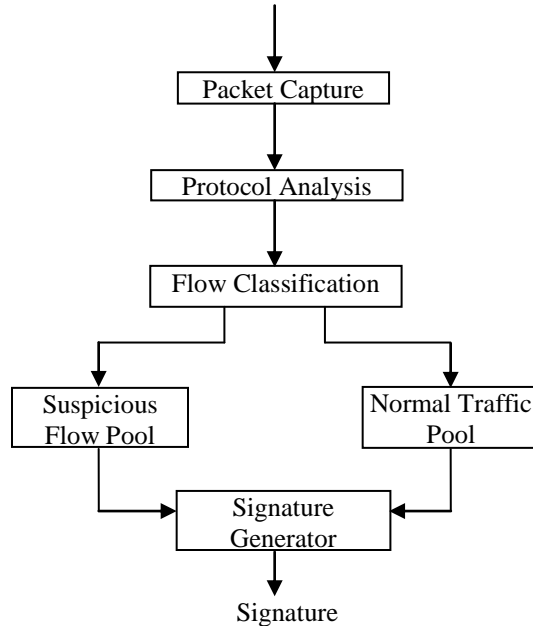 Packet Capture
Protocol Analysis
Flow Classification
Suspicious
Flow Pool
Normal Traffic
Pool
Signature
Generator
Signature